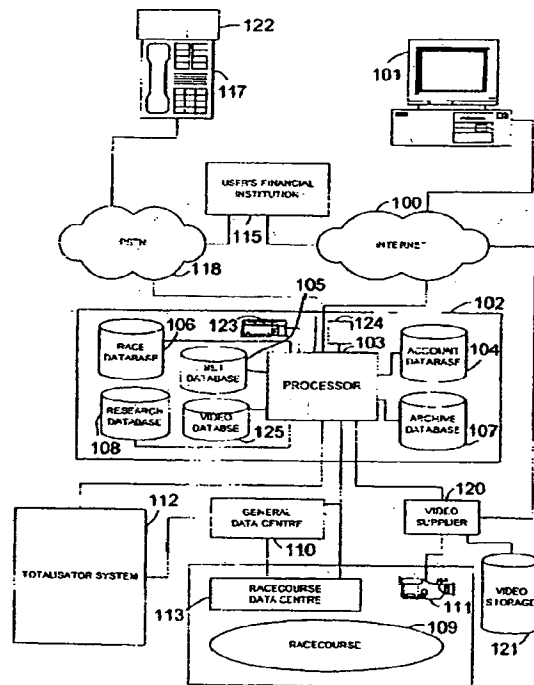 122
117
101
USER'S FINANCIAL
INSTITUTION
115
100
INTERNET
PSTN
118
105
102
106
123
124
103
RACE
DATABASE
BET
DATABASE
PROCESSOR
ACCOUNT
DATABASE
104
RESEARCH
DATABASE
108
VIDEO
DATABSE
125
ARCHIVE
DATABASE
107
112
TOTALISATOR SYSTEM
GENERAL
DATA CENTRE
110
120
VIDEO
SUPPLIER
RACECOURSE
DATA CENTRE
113
111
109
RACECOURSE
VIDEO
STORAGE
121